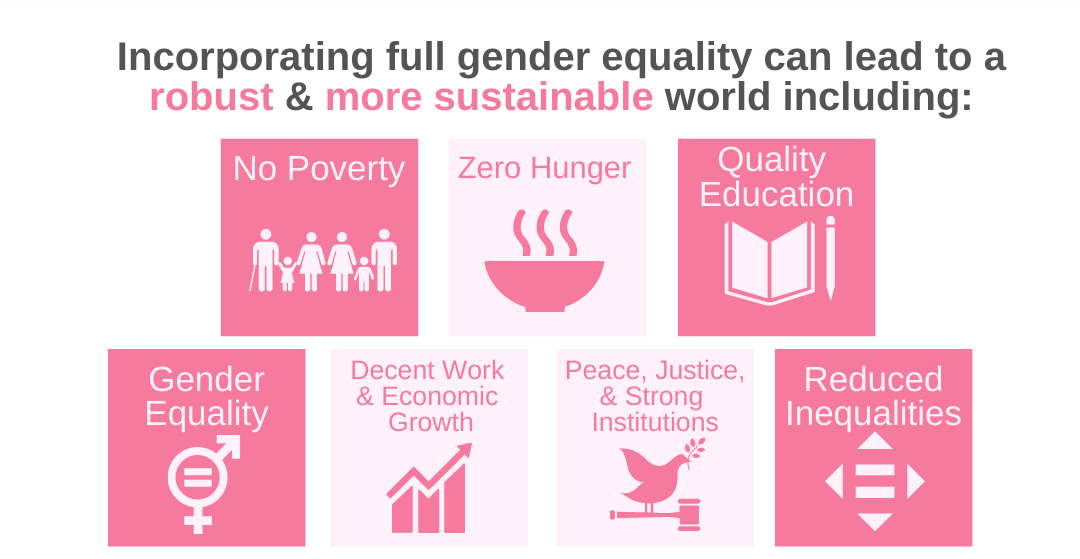 Incorporating full gender equality can lead to a
robust & more sustainable world including:
No Poverty
Zero Hunger
Quality
Education
Gender
Equality
Decent Work
& Economic
Growth
Peace, Justice,
& Strong
Institutions
Reduced
Inequalities